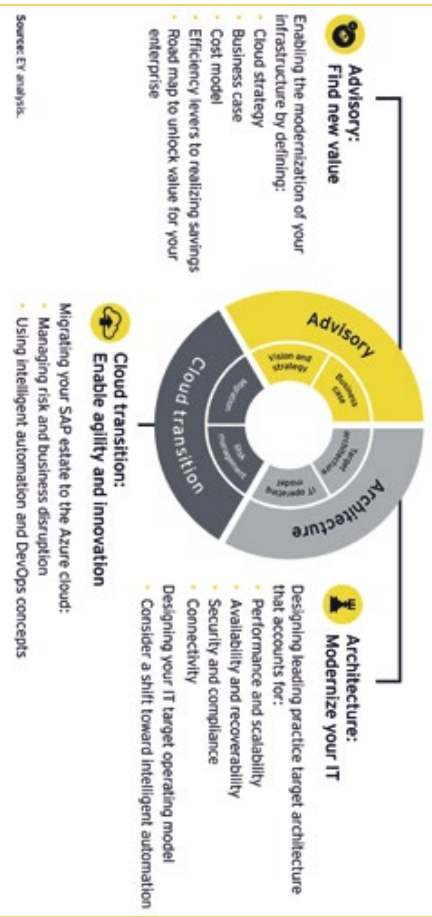 Advisory:
Find new value
Enabling the modernization of your
infrastructure by defining:
• Cloud strategy
• Business case
• Cost model
• Efficiency levers to realizing savings
• Road map to unlock value for your
enterprise
Advisory
Vision and
strategy
Business
case
Architecture
Target
architecture
IT operating
model
Cloud transition
Migration
Risk
management
Architecture:
Modernize your IT
Designing leading practice target architecture
that accounts for:
• Performance and scalability
• Availability and recoverability
• Security and compliance
• Connectivity
Designing your IT target operating model
• Consider a shift toward intelligent automation
Cloud transition:
Enable agility and innovation
Migrating your SAP estate to the Azure cloud:
• Managing risk and business disruption
• Using intelligent automation and DevOps concepts
Source: EY analysis.